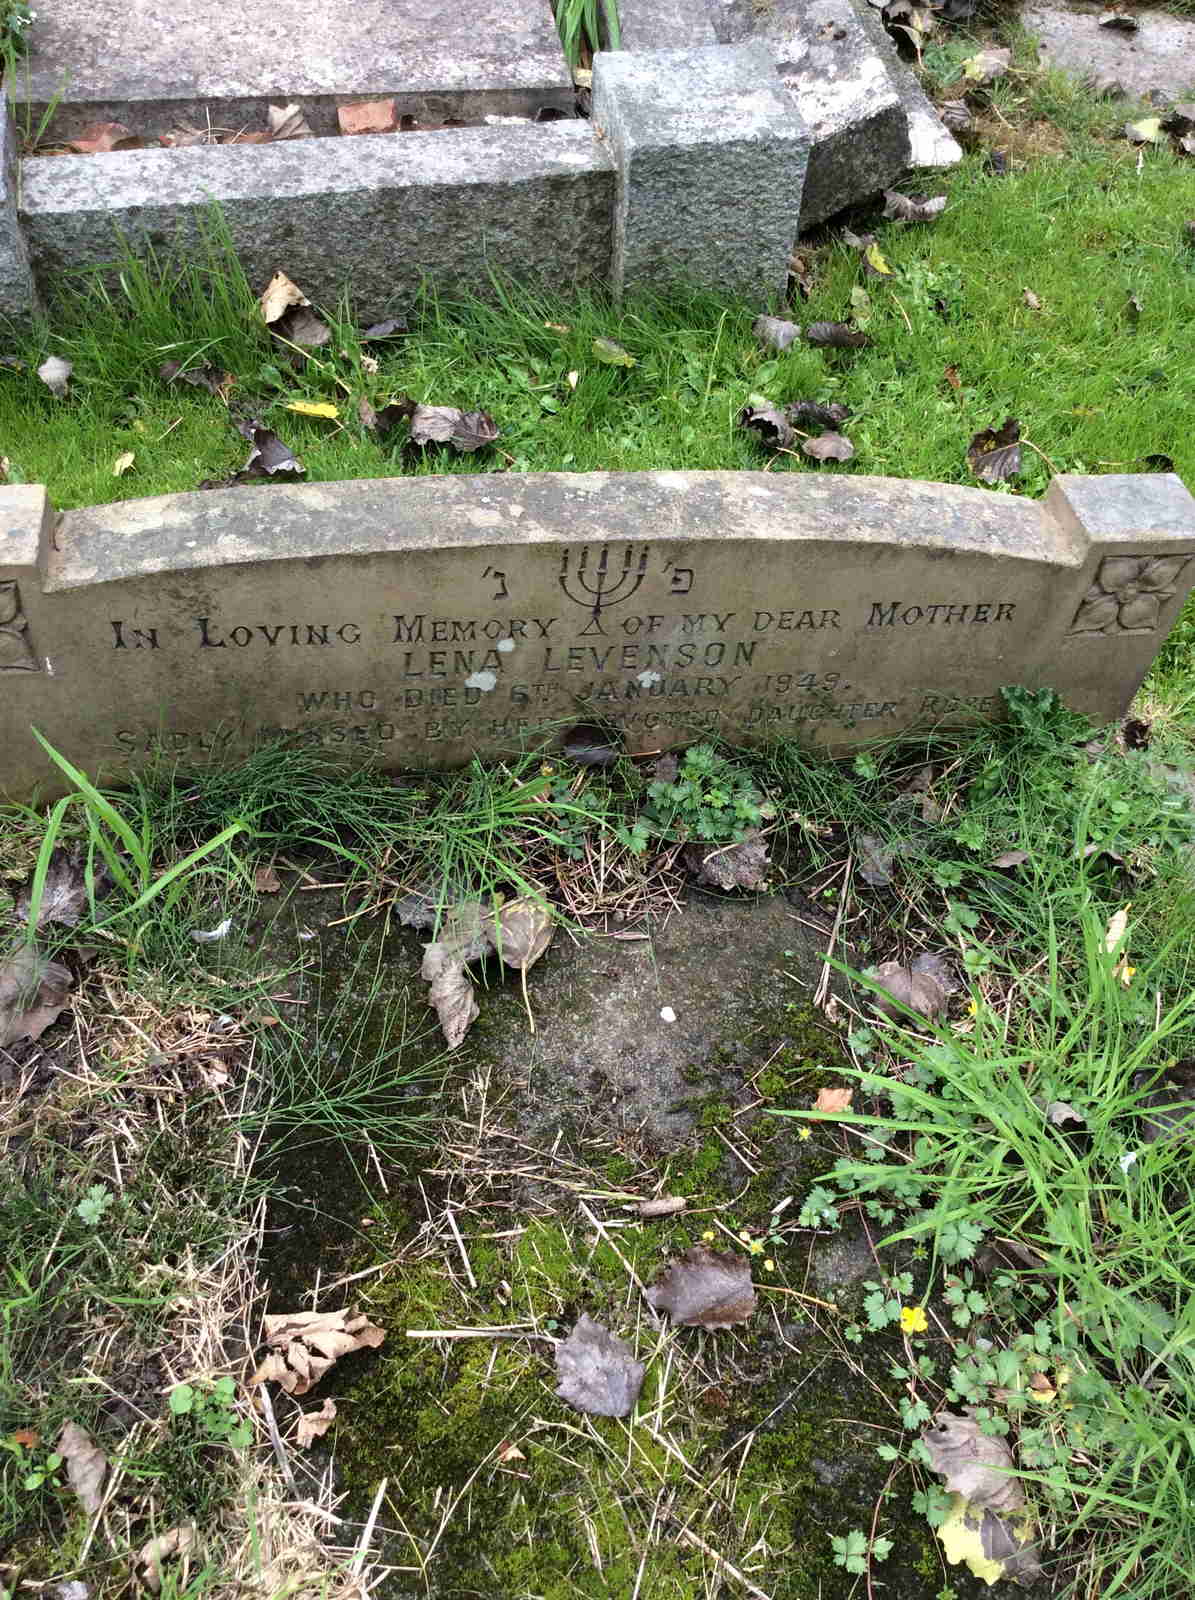 פ' נ'
IN LOVING MEMORY OF MY DEAR MOTHER
LENA LEVENSON
WHO DIED 6TH JANUARY 1949.
SADLY MISSED BY HER DEVOTED DAUGHTER ROSE